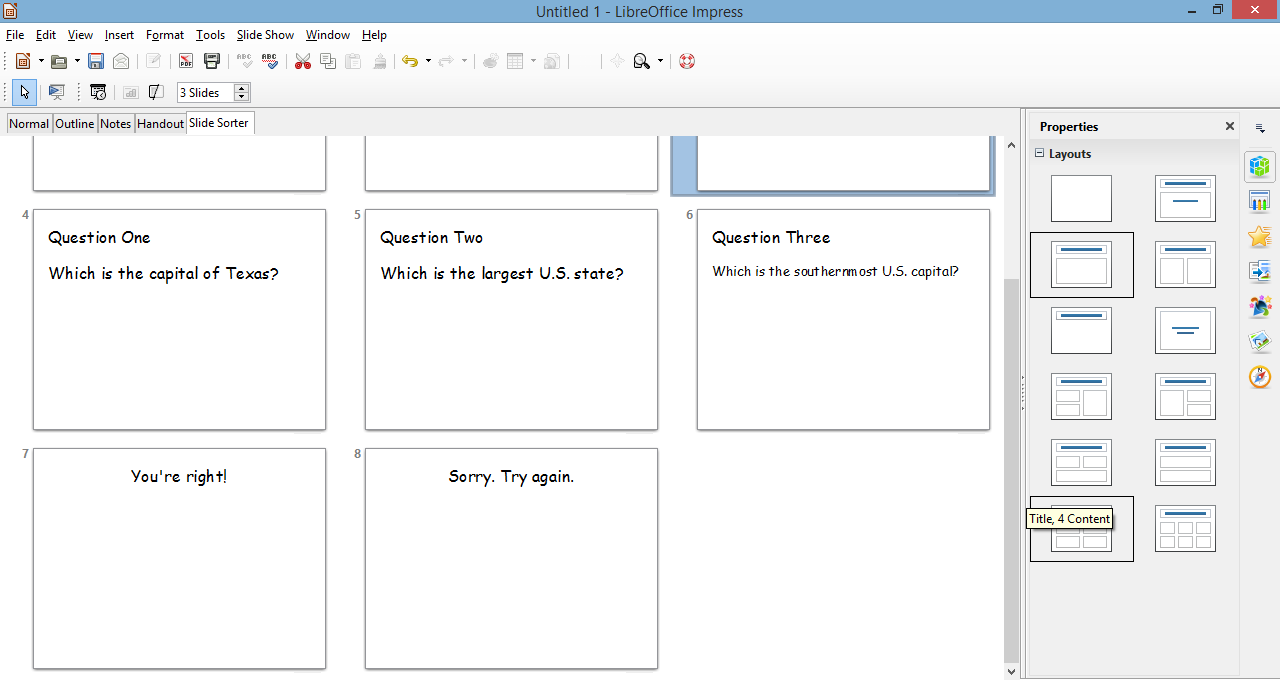 Untitled 1 - LibreOffice Impress
File Edit View Insert Format Tools Slide Show Window Help
3 Slides
Normal Outline Notes Handout Slide Sorter
Properties
Layouts
4 5 6
Question One Question Two Question Three
Which is the capital of Texas? Which is the largest U.S. state? Which is the southernmost U.S. capital?
7 8
You're right! Sorry. Try again.
Title, 4 Content